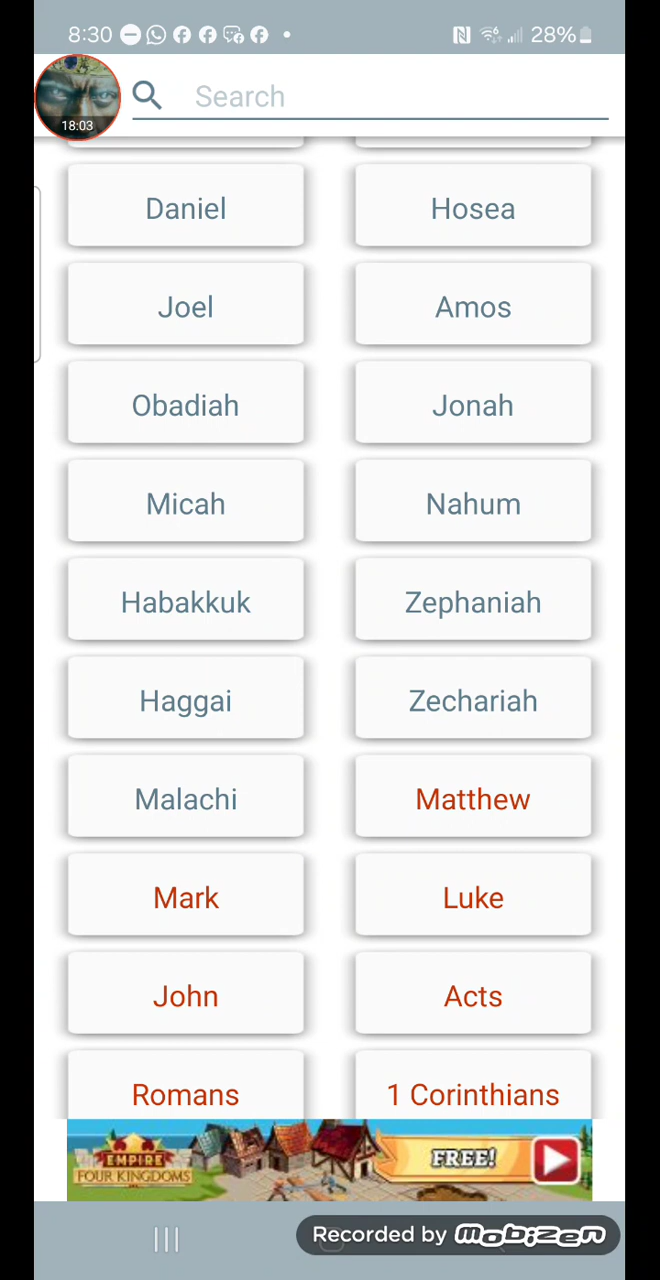 8:30 28%
18:03
Search
Daniel Hosea
Joel Amos
Obadiah Jonah
Micah Nahum
Habakkuk Zephaniah
Haggai Zechariah
Malachi Matthew
Mark Luke
John Acts
Romans 1 Corinthians
EMPIRE
FOUR KINGDOMS
FREE!
Recorded by mobizen